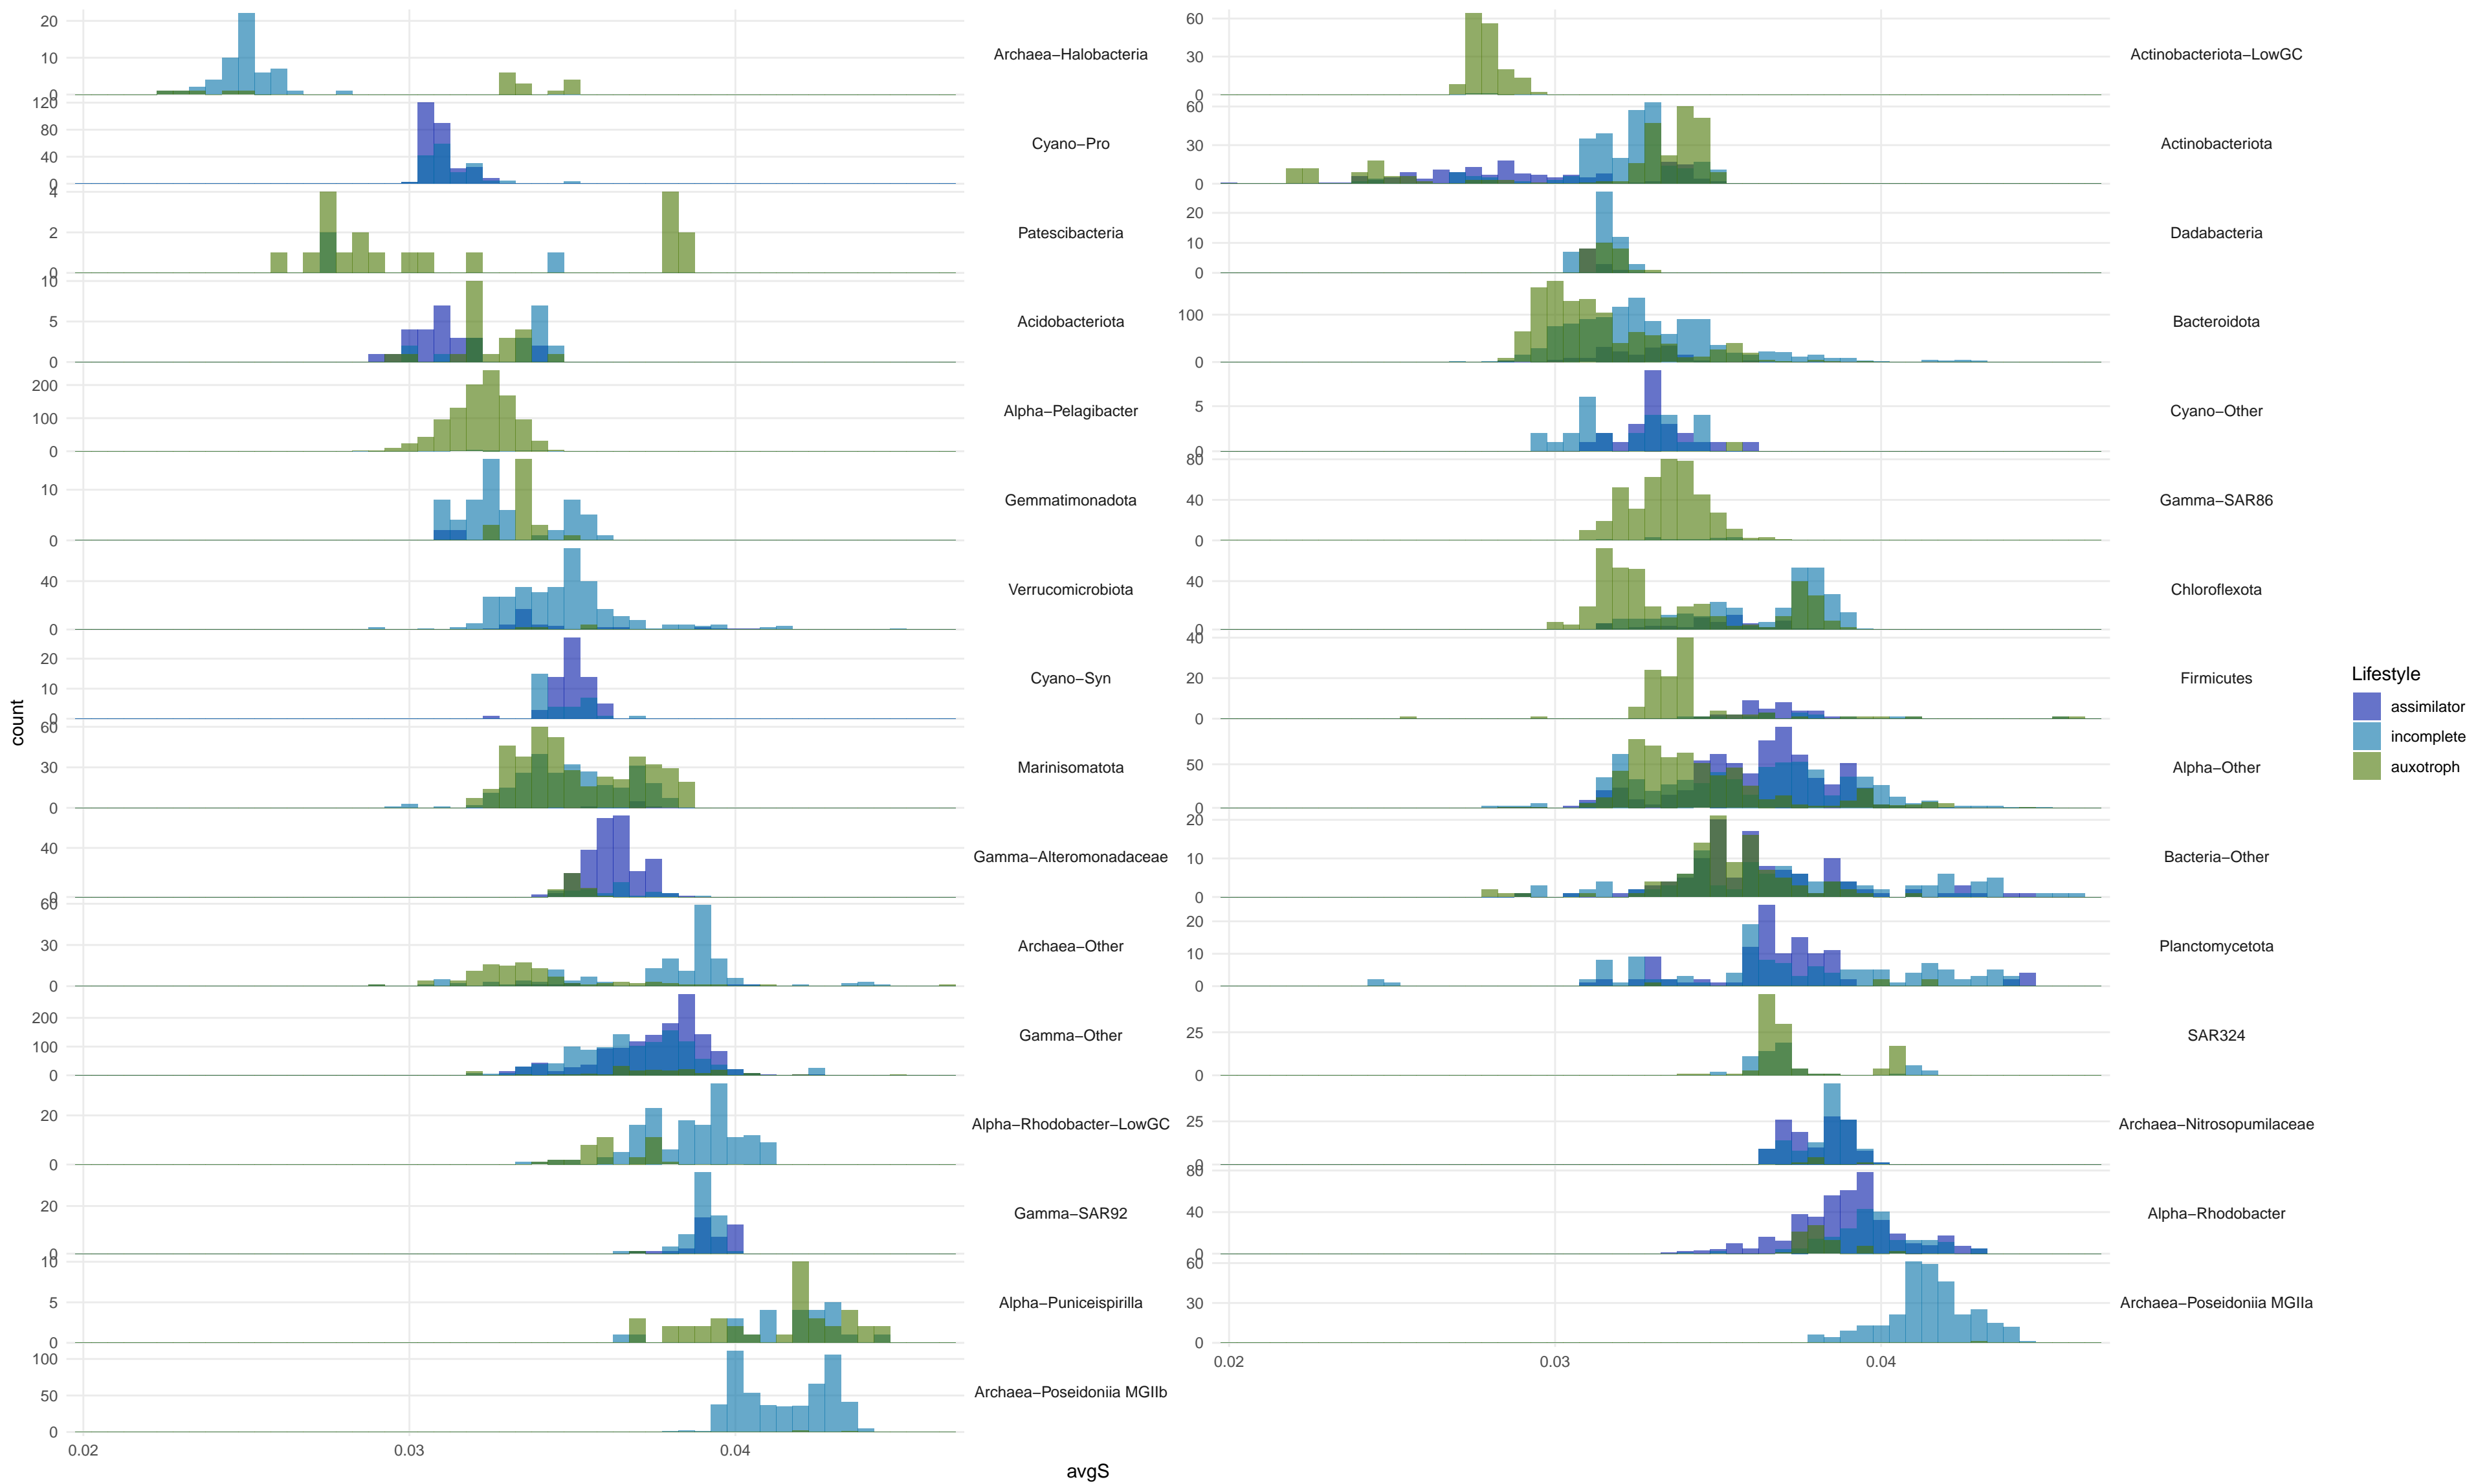 count
20
10
0
Archaea−Halobacteria
120
80
40
0
Cyano−Pro
4
2
0
Patescibacteria
10
5
0
Acidobacteriota
200
100
0
Alpha−Pelagibacter
10
0
Gemmatimonadota
40
0
Verrucomicrobiota
20
10
0
Cyano−Syn
60
30
0
Marinisomatota
40
0
Gamma−Alteromonadaceae
60
30
0
Archaea−Other
200
100
0
Gamma−Other
20
0
Alpha−Rhodobacter−LowGC
20
0
Gamma−SAR92
10
5
0
Alpha−Puniceispirilla
100
50
0
Archaea−Poseidoniia MGIIb
0.02 0.03 0.04
60
30
0
Actinobacteriota−LowGC
60
30
0
Actinobacteriota
20
10
0
Dadabacteria
100
0
Bacteroidota
5
0
Cyano−Other
80
40
0
Gamma−SAR86
40
0
Chloroflexota
40
20
0
Firmicutes
50
0
Alpha−Other
20
10
0
Bacteria−Other
20
10
0
Planctomycetota
25
0
SAR324
25
0
Archaea−Nitrosopumilaceae
80
40
0
Alpha−Rhodobacter
60
30
0
Archaea−Poseidoniia MGIIa
0.02 0.03 0.04
avgS
Lifestyle
assimilator
incomplete
auxotroph